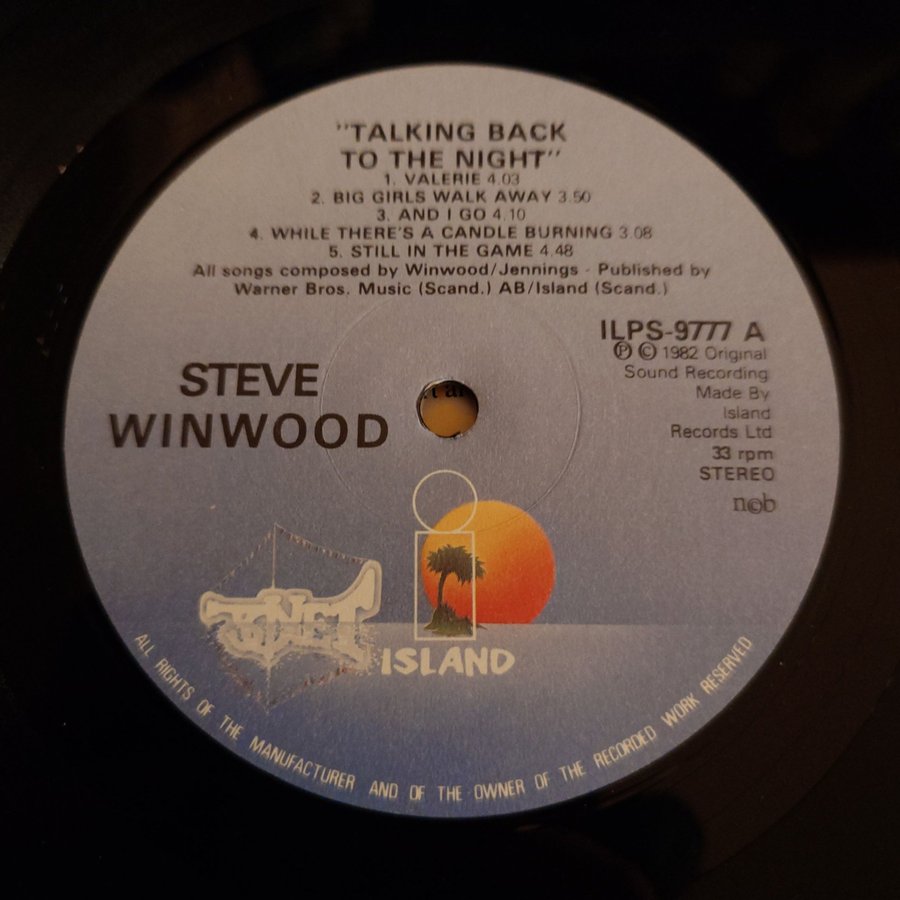 "TALKING BACK
TO THE NIGHT"
1. VALERIE 4.03
2. BIG GIRLS WALK AWAY 3.50
3. AND I GO 4.10
4. WHILE THERE'S A CANDLE BURNING 3.08
5. STILL IN THE GAME 4.48
All songs composed by Winwood/Jennings - Published by
Warner Bros. Music (Scand.) AB/Island (Scand.)
ILPS-9777 A
℗ © 1982 Original
Sound Recording
Made By
Island
Records Ltd
33 rpm
STEREO
n©b
STEVE
WINWOOD
ISLAND
ALL RIGHTS OF THE MANUFACTURER AND OF THE OWNER OF THE RECORDED WORK RESERVED